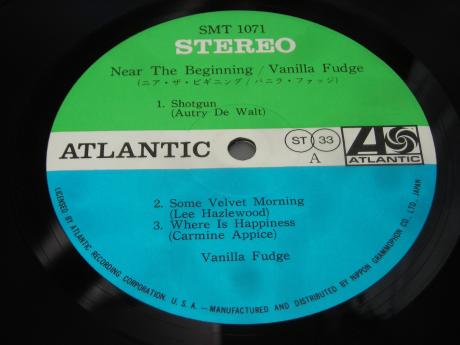 SMT 1071
STEREO
Near The Beginning / Vanilla Fudge
(ニア・ザ・ビギニング / バニラ・ファッジ)
1. Shotgun
(Autry De Walt)
ATLANTIC
ST 33
A
ATLANTIC
2. Some Velvet Morning
(Lee Hazlewood)
3. Where Is Happiness
(Carmine Appice)
Vanilla Fudge
LICENSED BY ATLANTIC RECORDING CORPORATION, U. S. A. — MANUFACTURED AND DISTRIBUTED BY NIPPON GRAMMOPHON CO., LTD. JAPAN